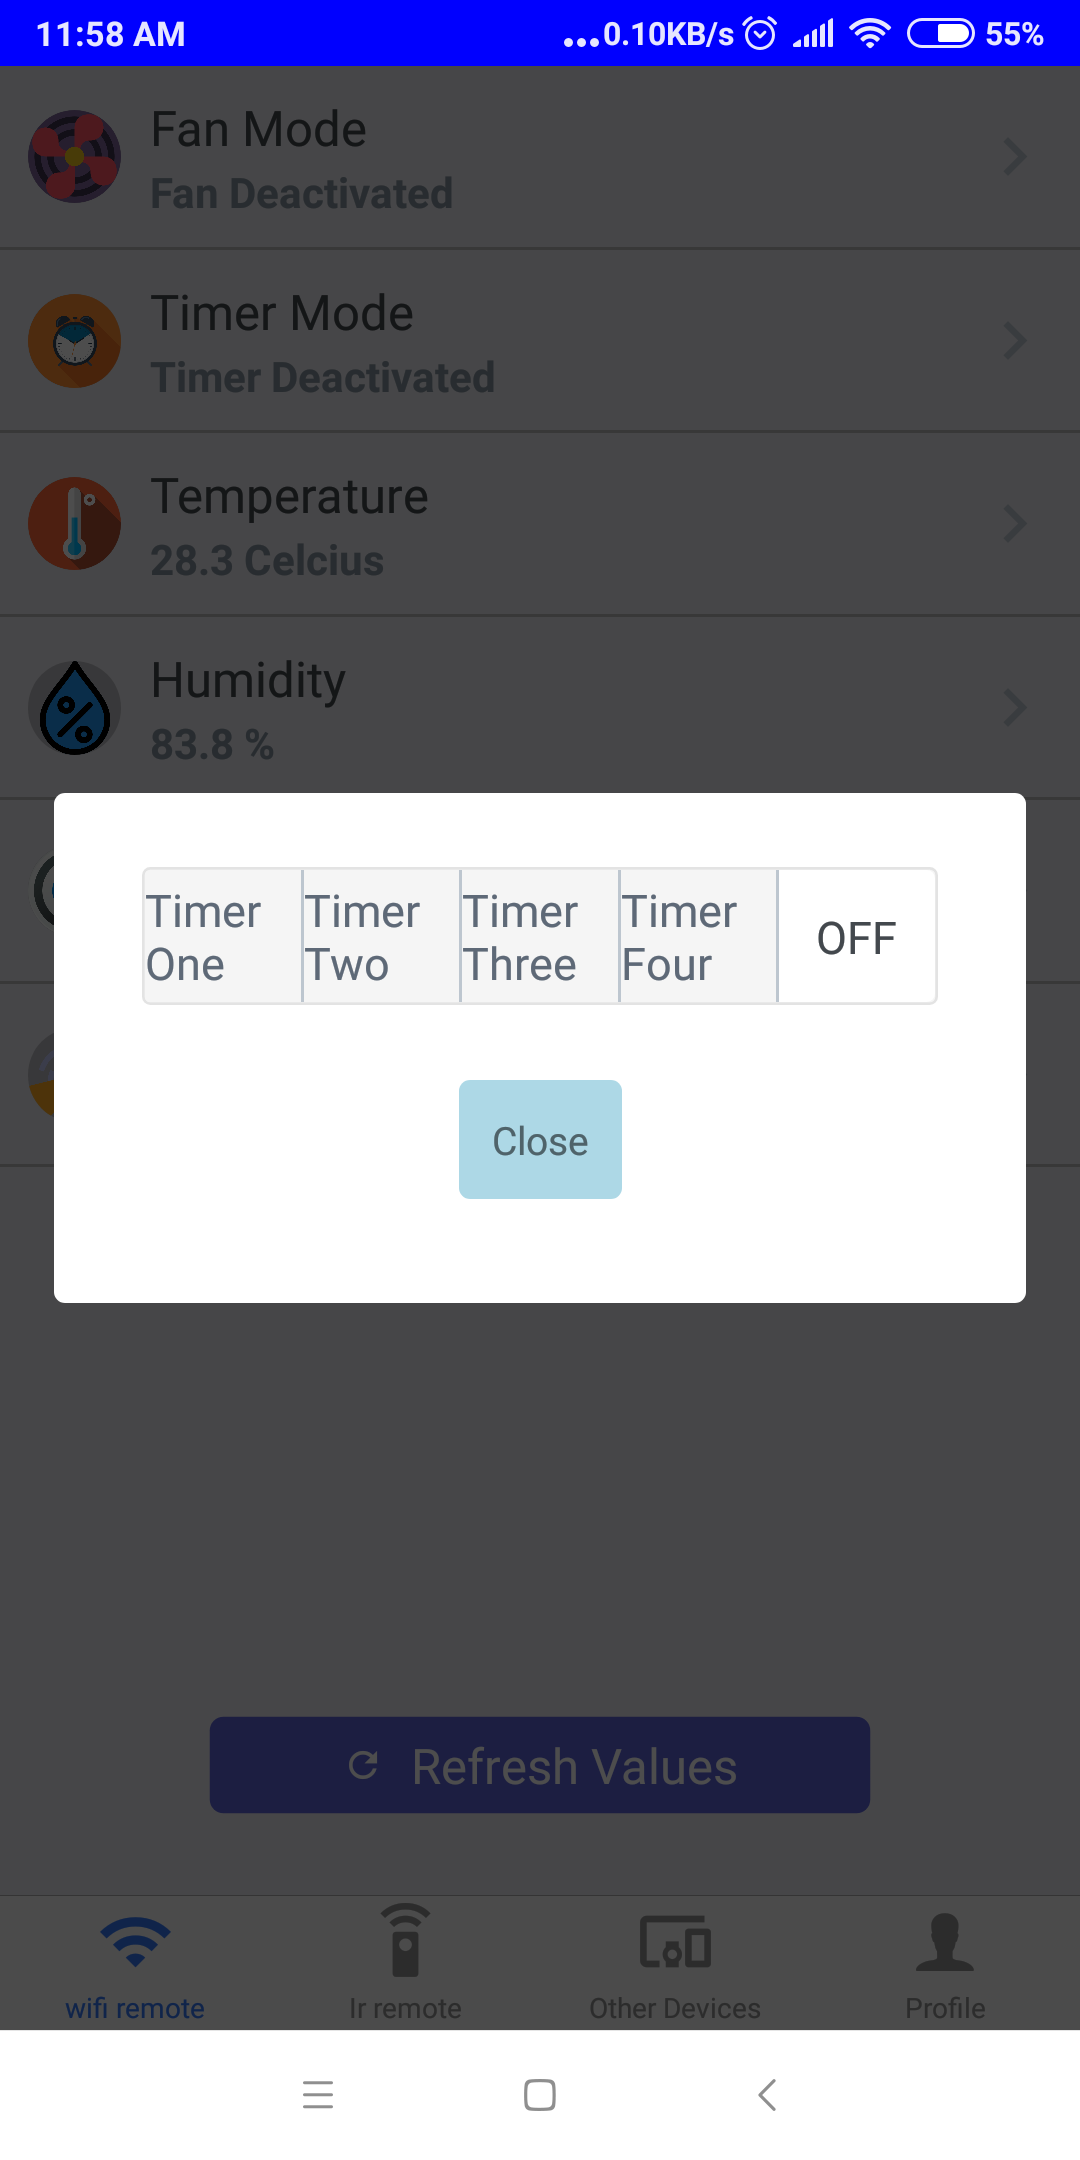 11:58 AM ...0.10KB/s 55%
Fan Mode
Fan Deactivated
Timer Mode
Timer Deactivated
Temperature
28.3 Celcius
Humidity
83.8 %
Timer One
Timer Two
Timer Three
Timer Four
OFF
Close
Refresh Values
wifi remote
Ir remote
Other Devices
Profile